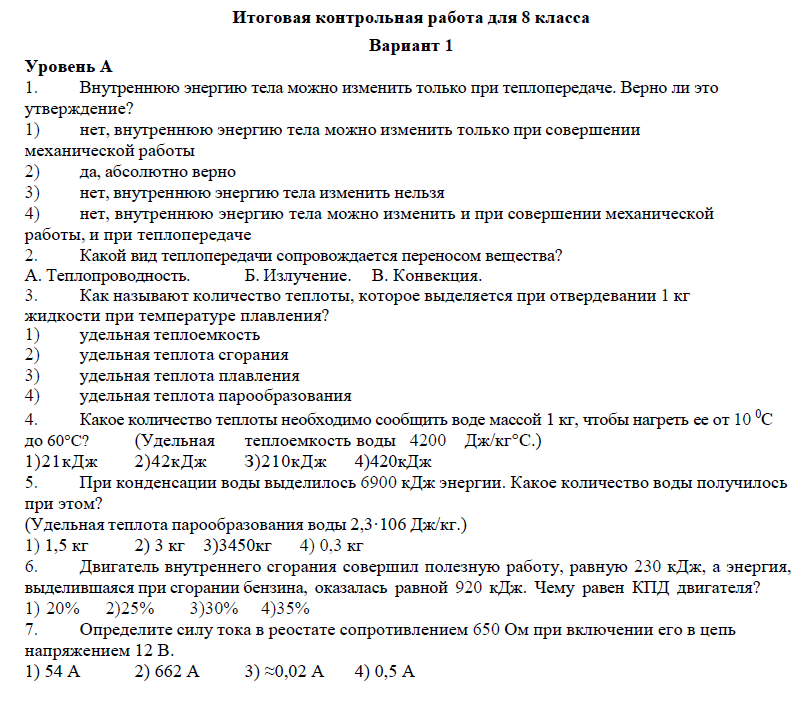 Итоговая контрольная работа для 8 класса
Вариант 1
Уровень А
1. Внутреннюю энергию тела можно изменить только при теплопередаче. Верно ли это
утверждение?
1) нет, внутреннюю энергию тела можно изменить только при совершении
механической работы
2) да, абсолютно верно
3) нет, внутреннюю энергию тела изменить нельзя
4) нет, внутреннюю энергию тела можно изменить и при совершении механической
работы, и при теплопередаче
2. Какой вид теплопередачи сопровождается переносом вещества?
А. Теплопроводность. Б. Излучение. В. Конвекция.
3. Как называют количество теплоты, которое выделяется при отвердевании 1 кг
жидкости при температуре плавления?
1) удельная теплоемкость
2) удельная теплота сгорания
3) удельная теплота плавления
4) удельная теплота парообразования
4. Какое количество теплоты необходимо сообщить воде массой 1 кг, чтобы нагреть ее от 10 ⁰С
до 60°С? (Удельная теплоемкость воды 4200 Дж/кг°С.)
1)21кДж 2)42кДж З)210кДж 4)420кДж
5. При конденсации воды выделилось 6900 кДж энергии. Какое количество воды получилось
при этом?
(Удельная теплота парообразования воды 2,3·106 Дж/кг.)
1) 1,5 кг 2) 3 кг 3)3450кг 4) 0,3 кг
6. Двигатель внутреннего сгорания совершил полезную работу, равную 230 кДж, а энергия,
выделившаяся при сгорании бензина, оказалась равной 920 кДж. Чему равен КПД двигателя?
1) 20% 2)25% 3)30% 4)35%
7. Определите силу тока в реостате сопротивлением 650 Ом при включении его в цепь
напряжением 12 В.
1) 54 А 2) 662 А 3) ≈0,02 А 4) 0,5 А